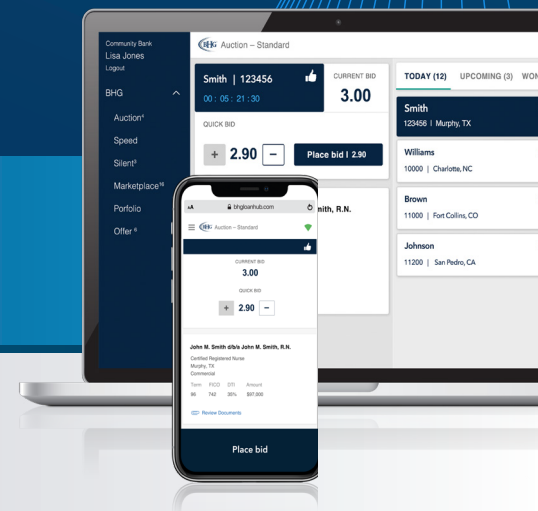 Community Bank
Lisa Jones
Logout
BHG
Auction⁴
Speed
Silent³
Marketplace¹⁶
Porfolio
Offer ⁶
BHG Auction – Standard
Smith | 123456
00 : 05 : 21 : 30
CURRENT BID
3.00
QUICK BID
+ 2.90 −
Place bid I 2.90
mith, R.N.
TODAY (12) UPCOMING (3) WON
Smith
123456 I Murphy, TX
Williams
10000 | Charlotte, NC
Brown
11000 | Fort Collins, CO
Johnson
11200 | San Pedro, CA
AA bhgloanhub.com
BHG Auction – Standard
CURRENT BID
3.00
QUICK BID
+ 2.90 −
John M. Smith d/b/a John M. Smith, R.N.
Certified Registered Nurse
Murphy, TX
Commercial
Term FICO DTI Amount
96 742 35% $97,000
Review Documents
Place bid